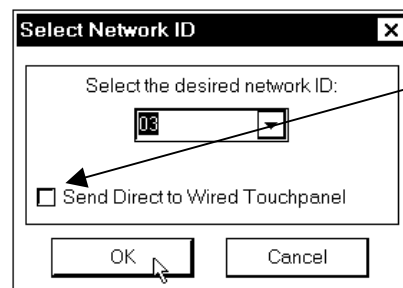 Select Network ID
Select the desired network ID:
03
Send Direct to Wired Touchpanel
OK Cancel